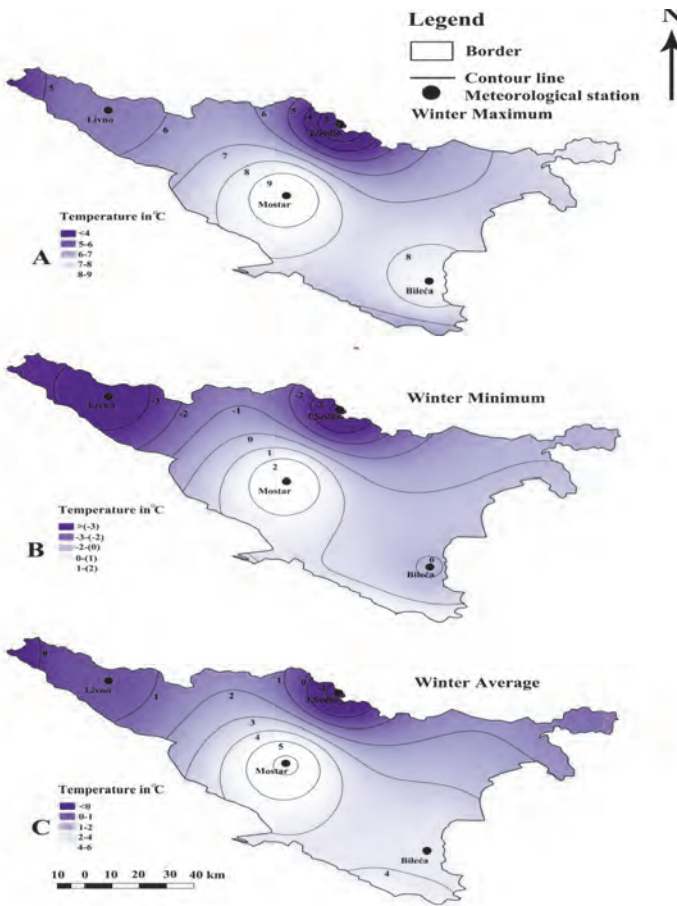 N
Legend
Border
Contour line
Meteorological station
Winter Maximum
5
Livno
6
6
5
4
3
7
8
9
Mostar
8
Bileća
Temperature in °C
<4
5-6
6-7
7-8
8-9
A
Winter Minimum
Livno
-3
-2
-1
-2
0
1
2
Mostar
0
Bileća
Temperature in °C
>(-3)
-3-(-2)
-2-(0)
0-(1)
1-(2)
B
Winter Average
0
Livno
1
1
0
-1
2
3
4
5
Mostar
Bileća
4
Temperature in °C
<0
0-1
1-2
2-4
4-6
C
10 0 10 20 30 40 km